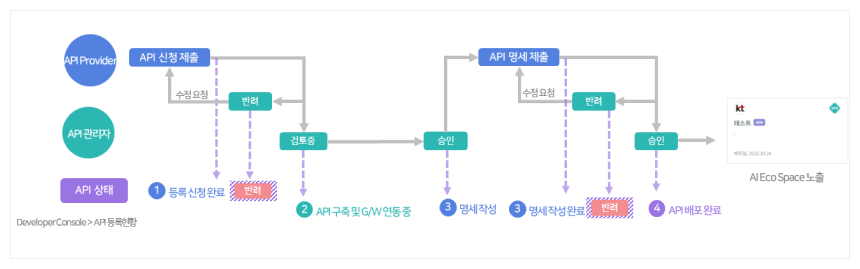 API Provider
API 신청 제출
API 명세 제출
수정 요청
반려
수정 요청
반려
API 관리자
검토중
승인
승인
kt
테스트
배포일: 2022.10.24
AI Eco Space 노출
API 상태
1 등록 신청 완료
반려
2 API 구축 및 G/W 연동 중
3 명세 작성
3 명세 작성 완료
반려
4 API 배포 완료
Developer Console > API 등록현황